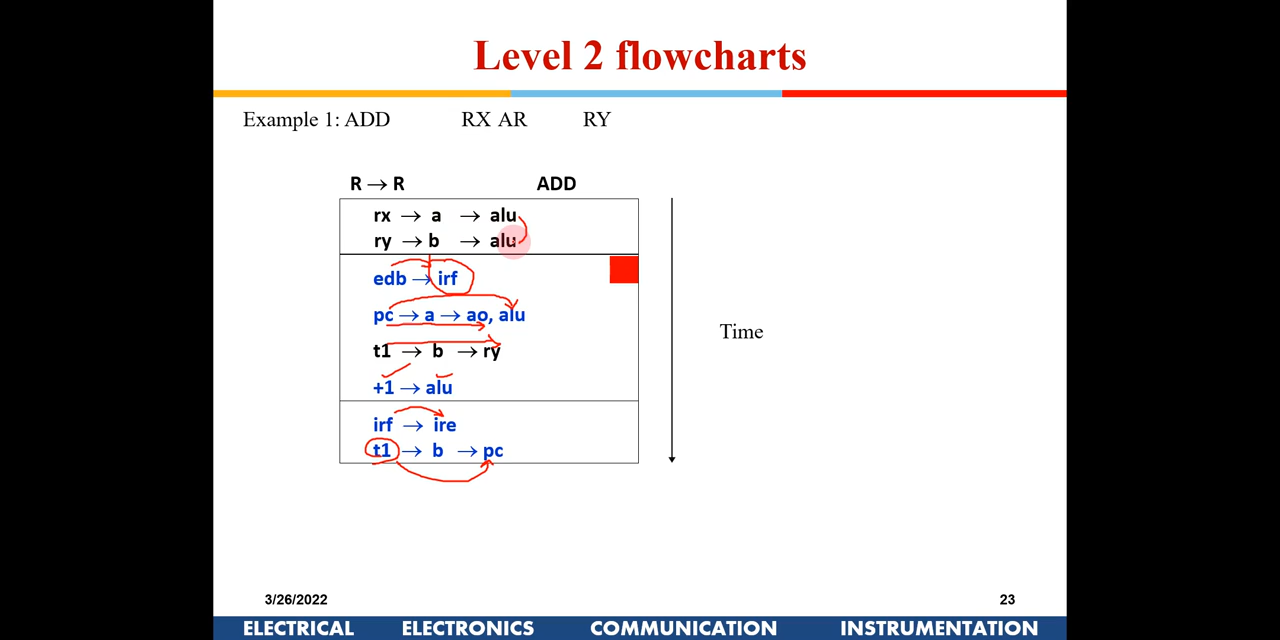 Level 2 flowcharts
Example 1: ADD RX AR RY
R → R ADD
rx → a → alu
ry → b → alu
edb → irf
pc → a → ao, alu
t1 → b → ry
+1 → alu
irf → ire
t1 → b → pc
Time
3/26/2022 23
ELECTRICAL ELECTRONICS COMMUNICATION INSTRUMENTATION